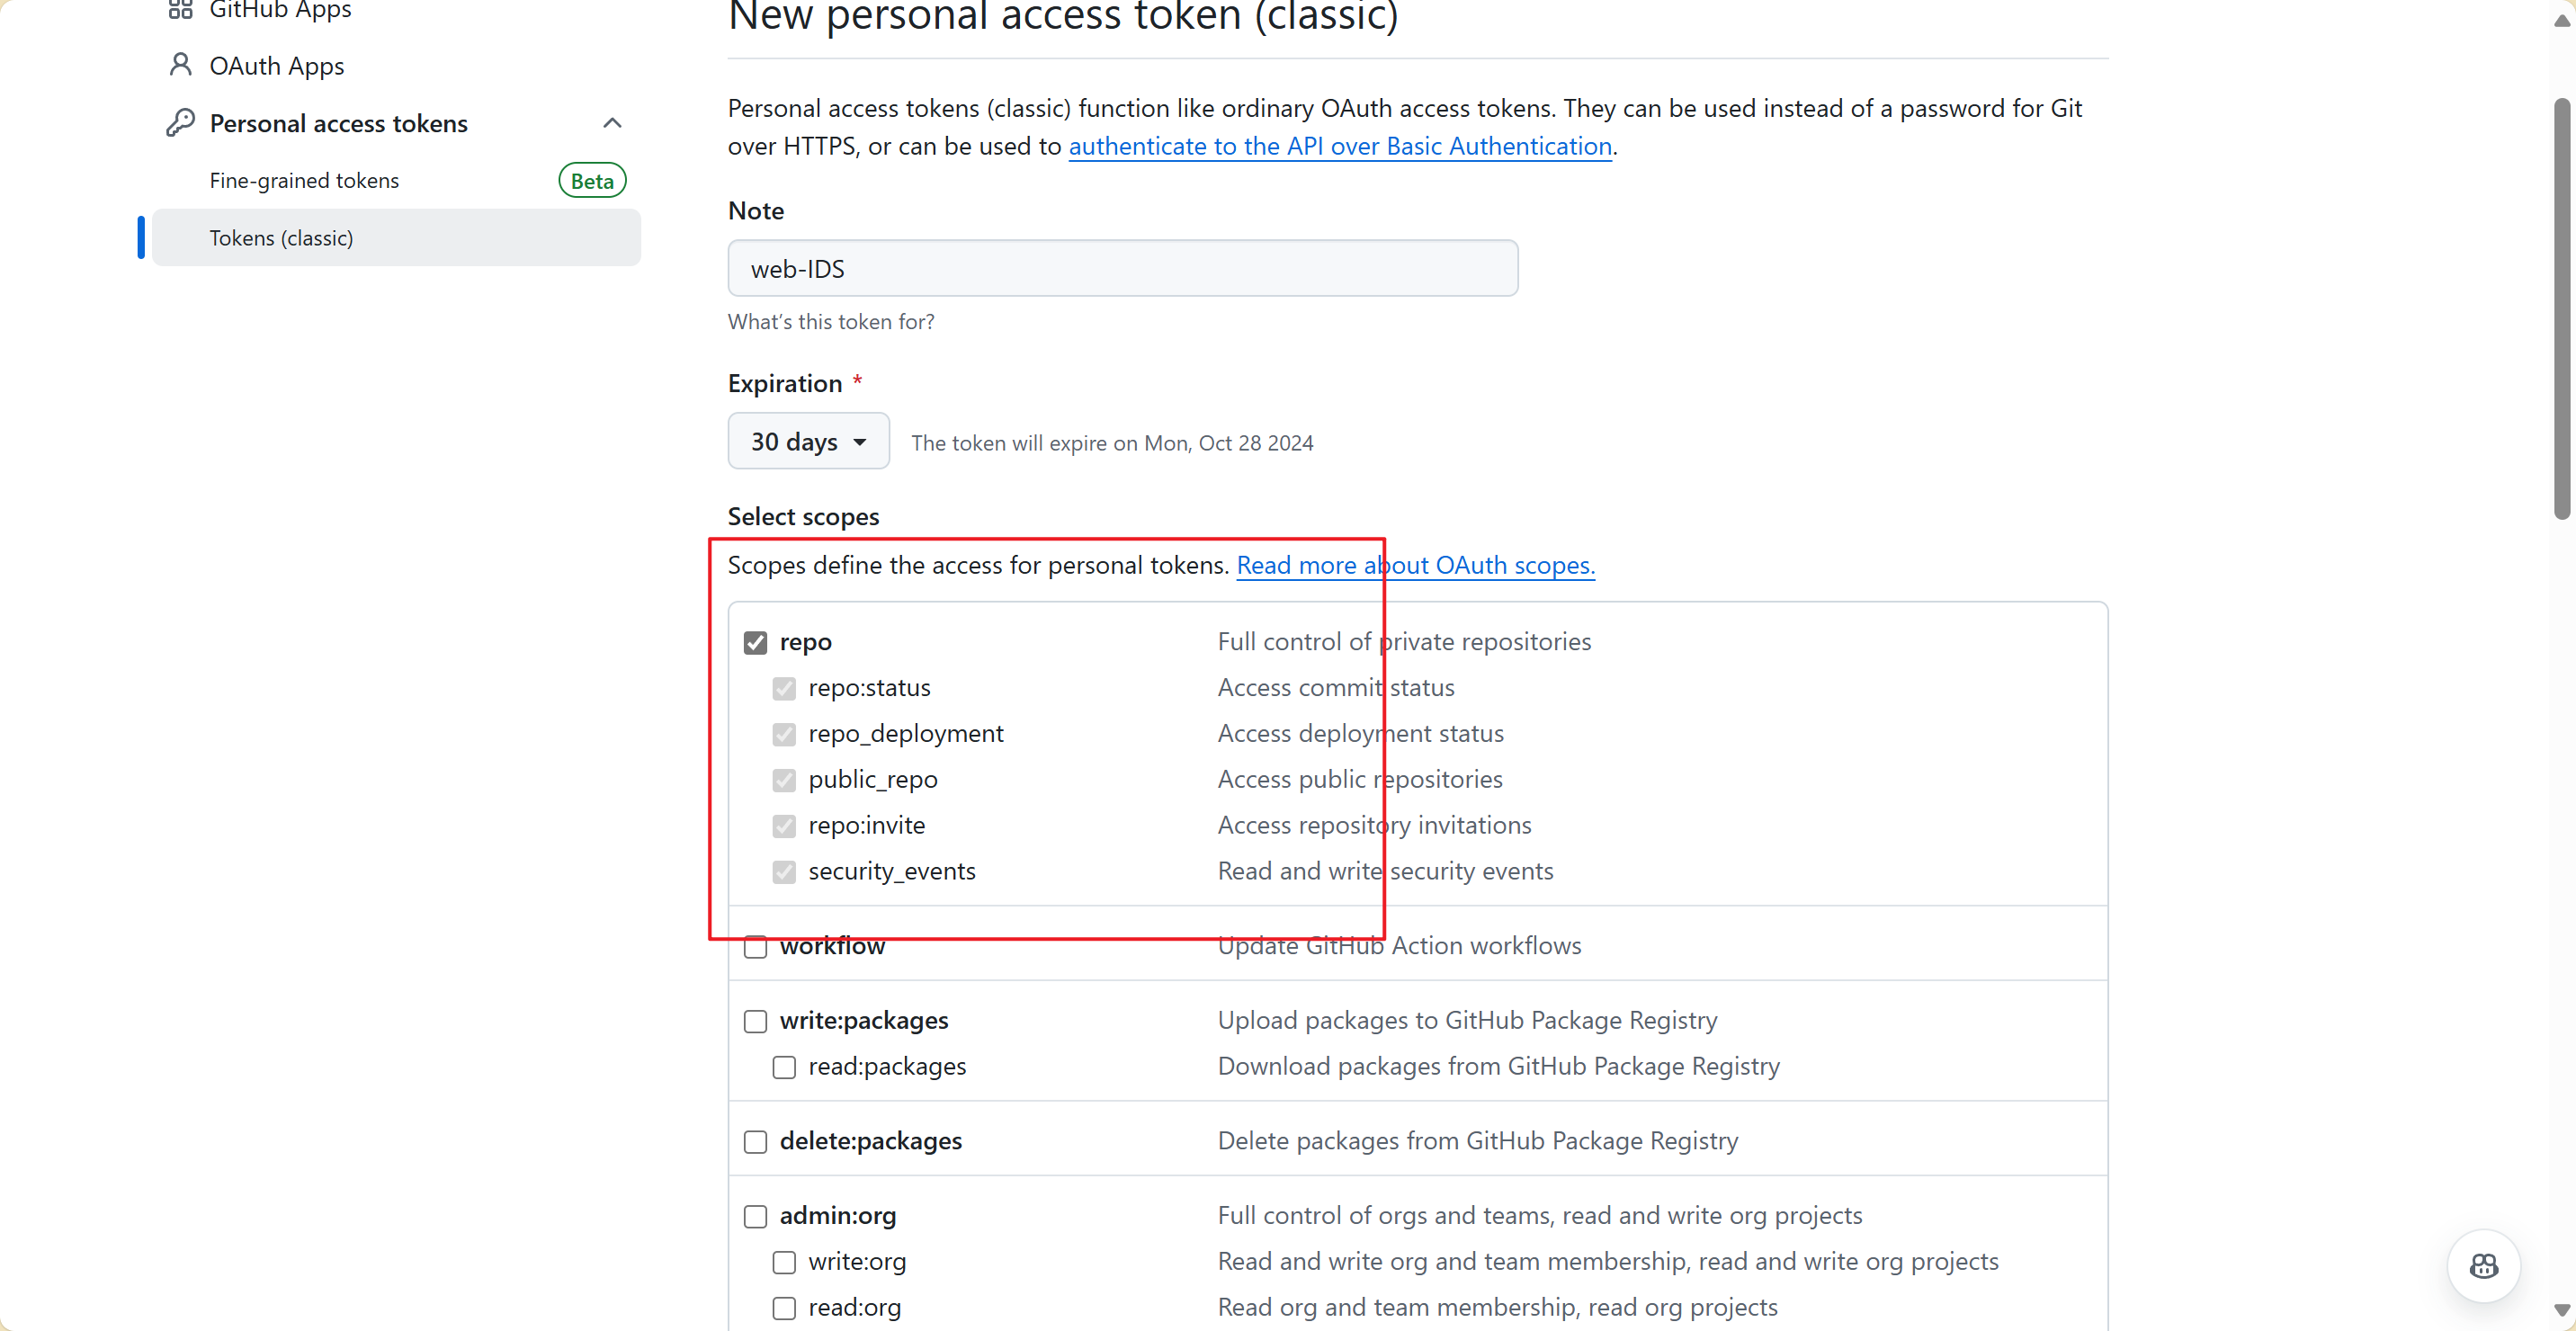 GitHub Apps
OAuth Apps
Personal access tokens
Fine-grained tokens Beta
Tokens (classic)
New personal access token (classic)
Personal access tokens (classic) function like ordinary OAuth access tokens. They can be used instead of a password for Git
over HTTPS, or can be used to authenticate to the API over Basic Authentication.
Note
web-IDS
What's this token for?
Expiration *
30 days The token will expire on Mon, Oct 28 2024
Select scopes
Scopes define the access for personal tokens. Read more about OAuth scopes.
repo Full control of private repositories
repo:status Access commit status
repo_deployment Access deployment status
public_repo Access public repositories
repo:invite Access repository invitations
security_events Read and write security events
workflow Update GitHub Action workflows
write:packages Upload packages to GitHub Package Registry
read:packages Download packages from GitHub Package Registry
delete:packages Delete packages from GitHub Package Registry
admin:org Full control of orgs and teams, read and write org projects
write:org Read and write org and team membership, read and write org projects
read:org Read org and team membership, read org projects